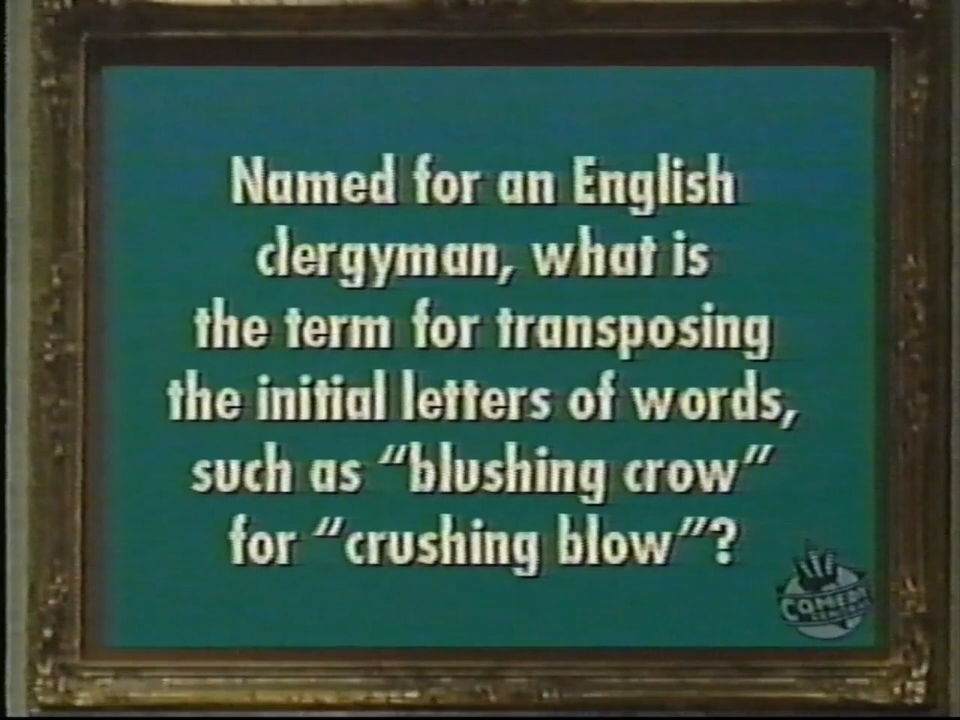 Named for an English
clergyman, what is
the term for transposing
the initial letters of words,
such as “blushing crow”
for “crushing blow”?
COMEDY
CENTRAL